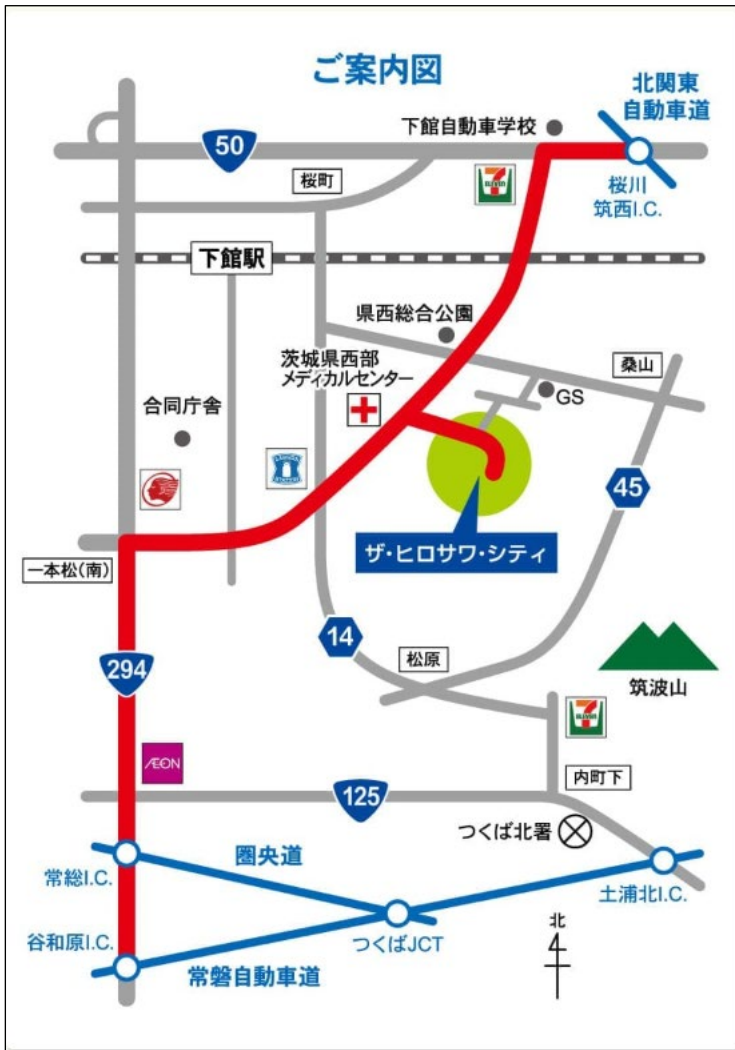 ご案内図
北関東
自動車道
下館自動車学校
50
桜町
7
ELEVEN
桜川
筑西I.C.
下館駅
県西総合公園
茨城県西部
メディカルセンター
桑山
GS
合同庁舎
45
ザ・ヒロサワ・シティ
一本松(南)
14
松原
294
筑波山
7
ELEVEN
ÆON
内町下
125
つくば北署
圏央道
常総I.C.
土浦北I.C.
北
谷和原I.C.
つくばJCT
常磐自動車道